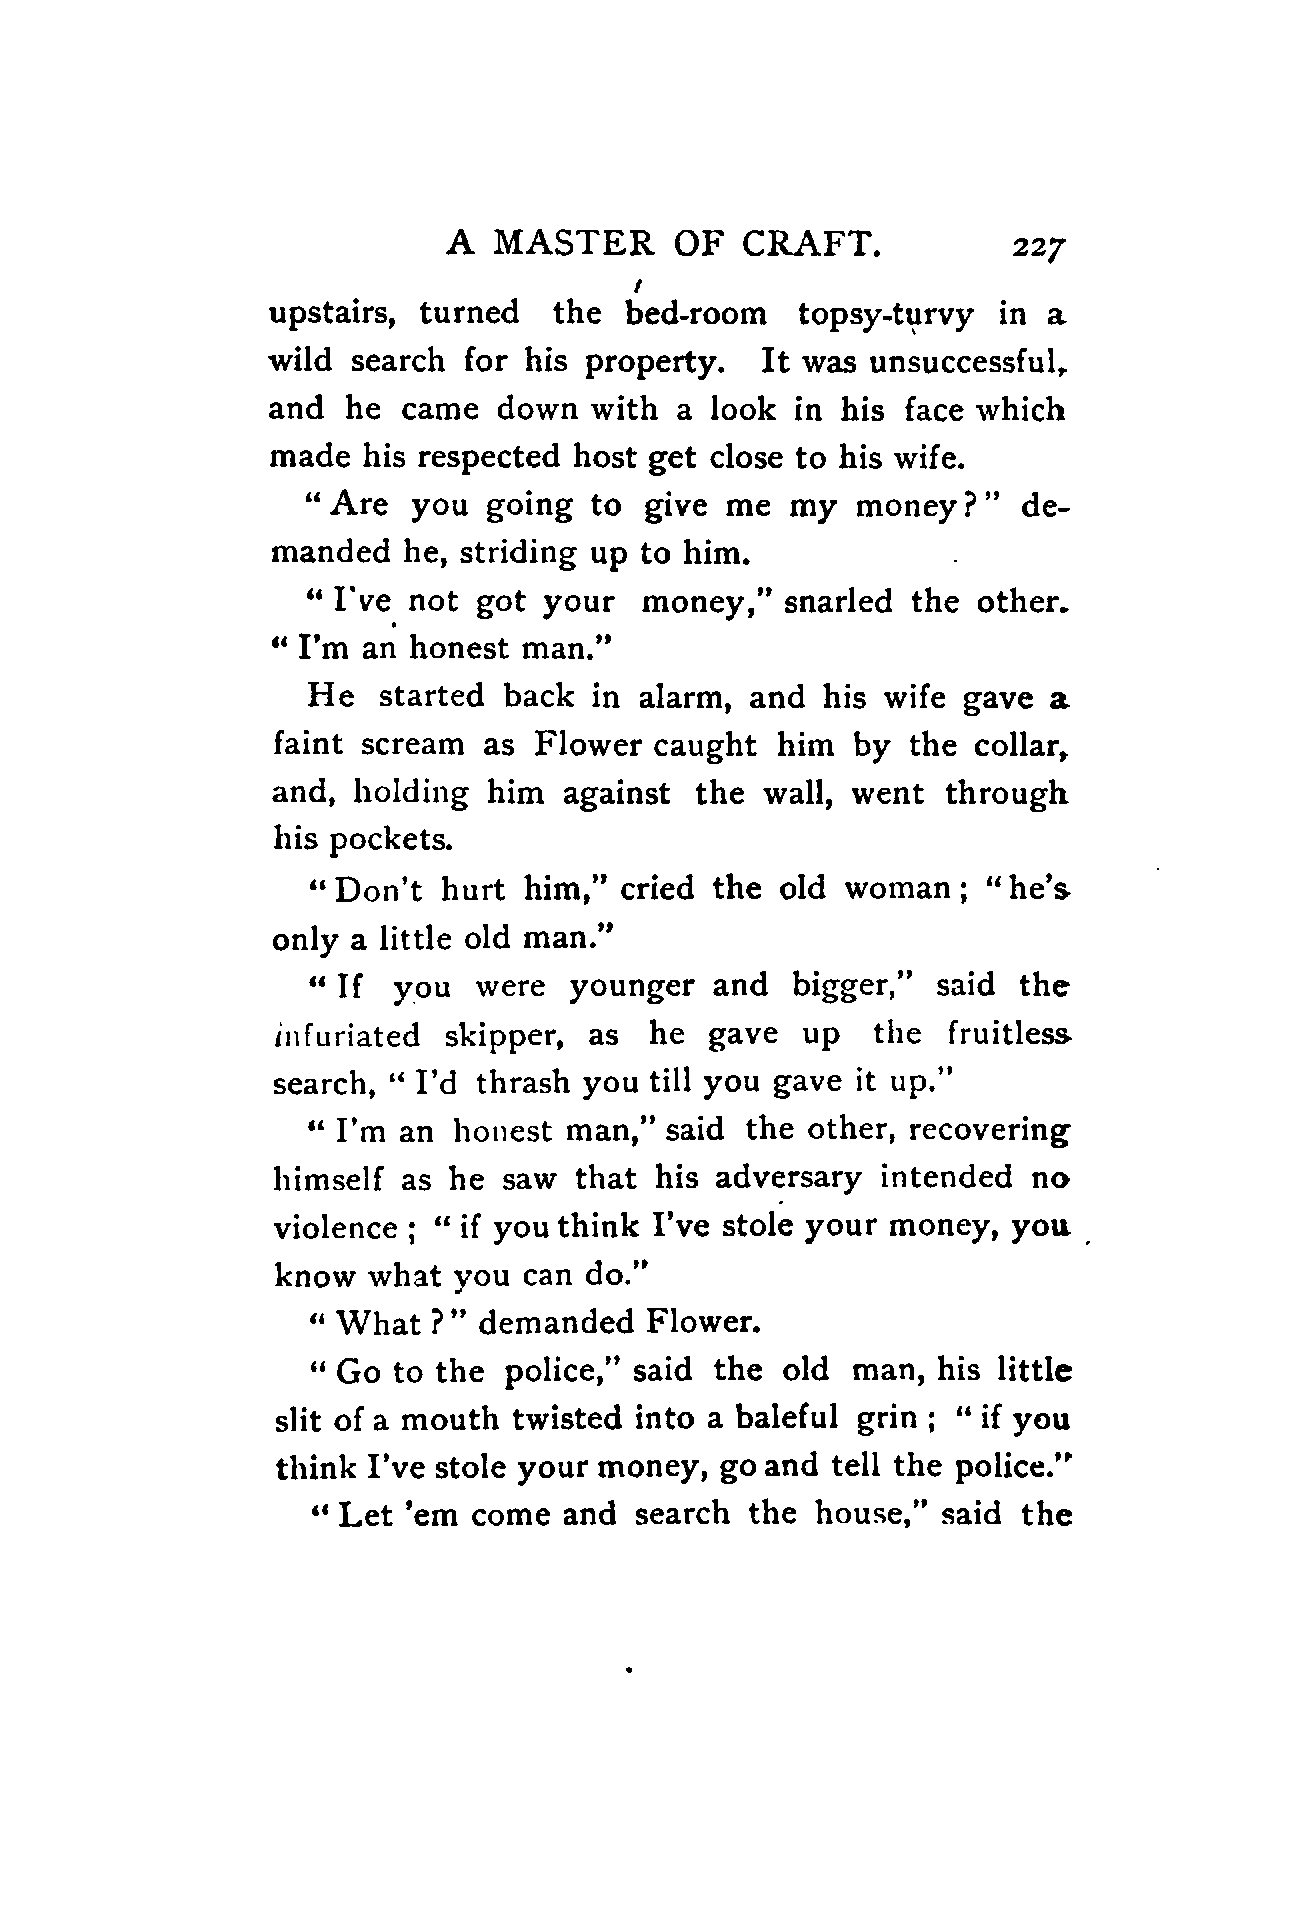 A MASTER OF CRAFT. 227
upstairs, turned the bed-room topsy-turvy in a
wild search for his property. It was unsuccessful,
and he came down with a look in his face which
made his respected host get close to his wife.
“Are you going to give me my money?” de-
manded he, striding up to him.
“I've not got your money,” snarled the other.
“I'm an honest man.”
He started back in alarm, and his wife gave a
faint scream as Flower caught him by the collar,
and, holding him against the wall, went through
his pockets.
“Don't hurt him,” cried the old woman; “he's
only a little old man.”
“If you were younger and bigger,” said the
infuriated skipper, as he gave up the fruitless
search, “I'd thrash you till you gave it up.”
“I'm an honest man,” said the other, recovering
himself as he saw that his adversary intended no
violence; “if you think I've stole your money, you
know what you can do.”
“What?” demanded Flower.
“Go to the police,” said the old man, his little
slit of a mouth twisted into a baleful grin; “if you
think I've stole your money, go and tell the police.”
“Let 'em come and search the house,” said the